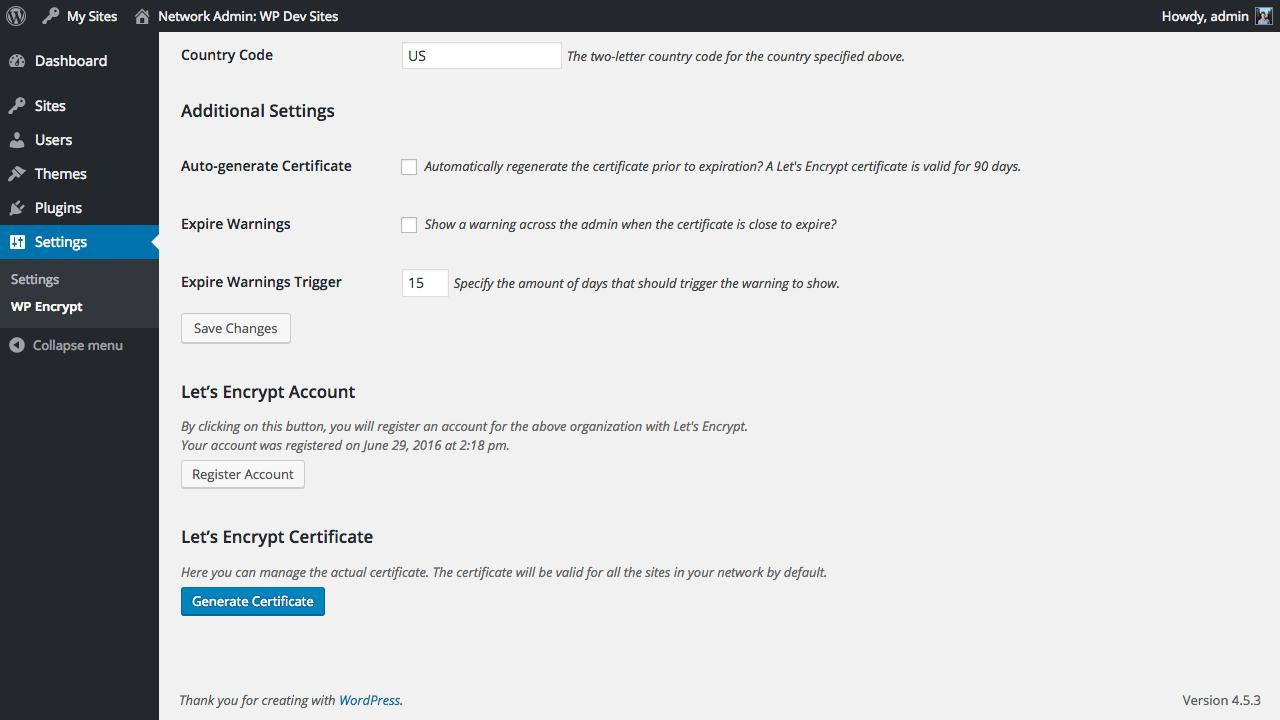 My Sites Network Admin: WP Dev Sites Howdy, admin
Dashboard
Sites
Users
Themes
Plugins
Settings
Settings
WP Encrypt
Collapse menu
Country Code US The two-letter country code for the country specified above.
Additional Settings
Auto-generate Certificate Automatically regenerate the certificate prior to expiration? A Let's Encrypt certificate is valid for 90 days.
Expire Warnings Show a warning across the admin when the certificate is close to expire?
Expire Warnings Trigger 15 Specify the amount of days that should trigger the warning to show.
Save Changes
Let’s Encrypt Account
By clicking on this button, you will register an account for the above organization with Let's Encrypt.
Your account was registered on June 29, 2016 at 2:18 pm.
Register Account
Let’s Encrypt Certificate
Here you can manage the actual certificate. The certificate will be valid for all the sites in your network by default.
Generate Certificate
Thank you for creating with WordPress. Version 4.5.3